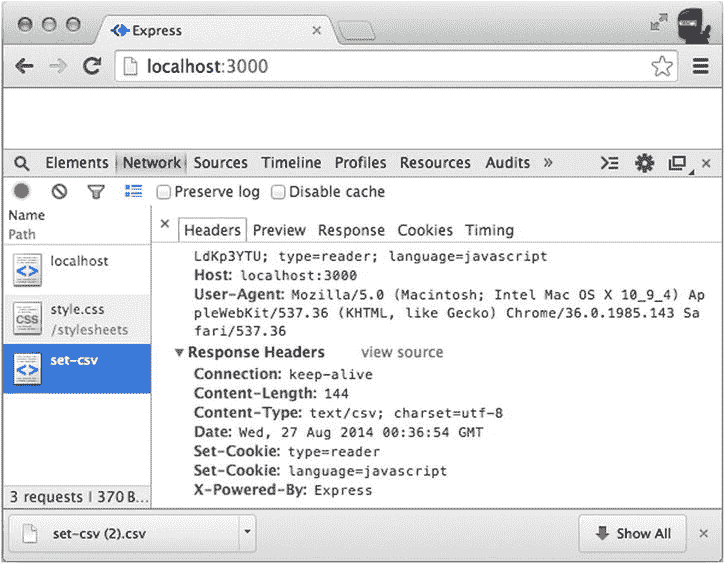 Express
localhost:3000
Elements Network Sources Timeline Profiles Resources Audits »
Preserve log Disable cache
Name
Path
localhost
style.css
/stylesheets
set-csv
3 requests | 370 B...
× Headers Preview Response Cookies Timing
LdKp3YTU; type=reader; language=javascript
Host: localhost:3000
User-Agent: Mozilla/5.0 (Macintosh; Intel Mac OS X 10_9_4) Ap
pleWebKit/537.36 (KHTML, like Gecko) Chrome/36.0.1985.143 Sa
fari/537.36
▼ Response Headers view source
Connection: keep-alive
Content-Length: 144
Content-Type: text/csv; charset=utf-8
Date: Wed, 27 Aug 2014 00:36:54 GMT
Set-Cookie: type=reader
Set-Cookie: language=javascript
X-Powered-By: Express
set-csv (2).csv
Show All